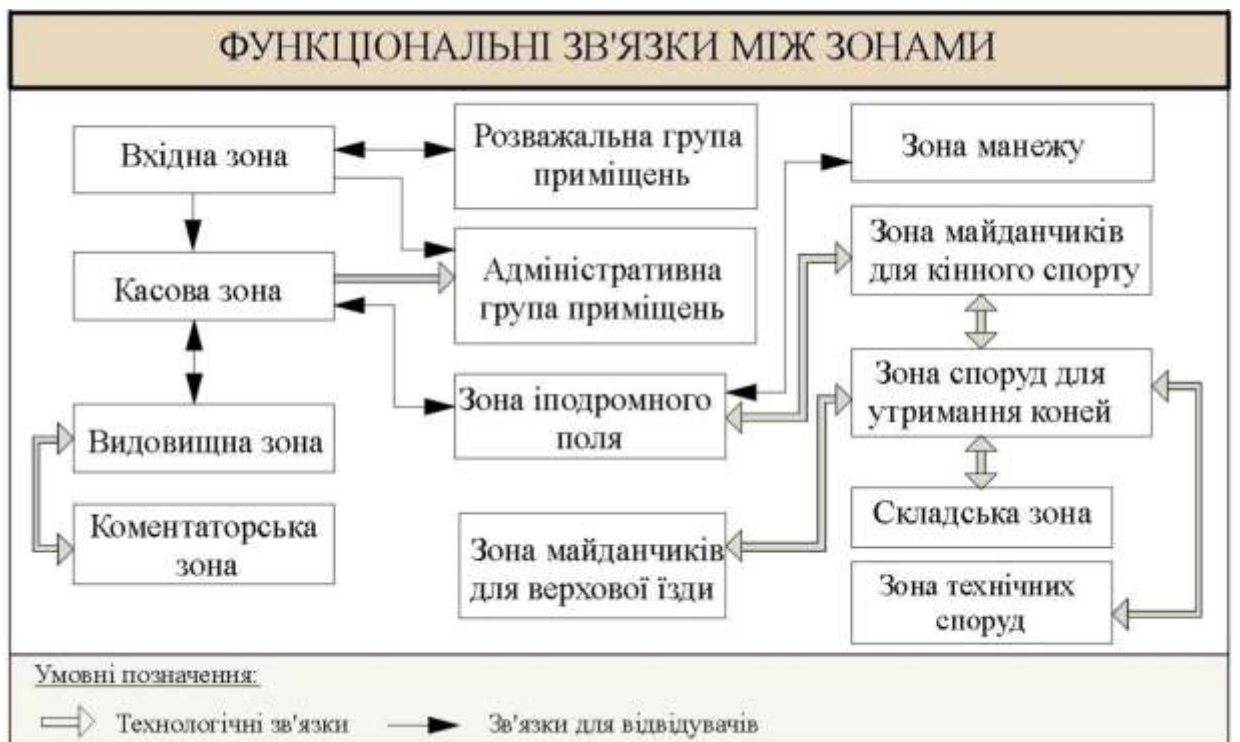 ФУНКЦІОНАЛЬНІ ЗВ'ЯЗКИ МІЖ ЗОНАМИ
Вхідна зона
Касова зона
Видовищна зона
Коментаторська
зона
Розважальна група
приміщень
Адміністративна
група приміщень
Зона іподромного
поля
Зона майданчиків
для верхової їзди
Зона манежу
Зона майданчиків
для кінного спорту
Зона споруд для
утримання коней
Складська зона
Зона технічних
споруд
Умовні позначення:
Технологічні зв'язки
Зв'язки для відвідувачів